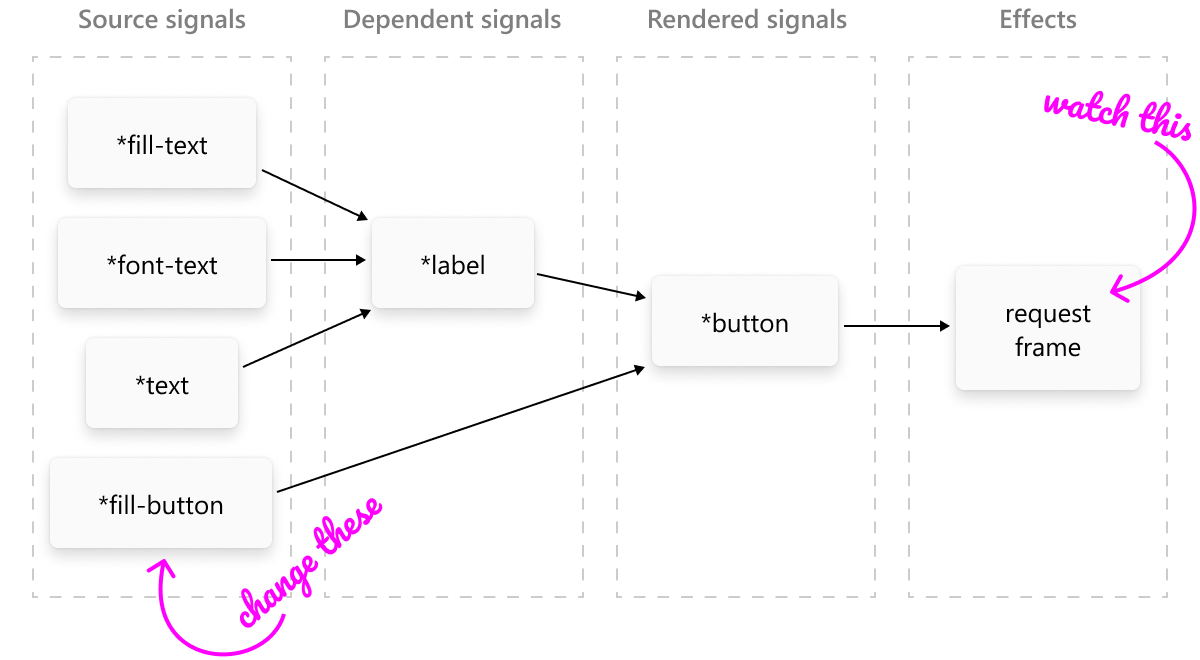 Source signals
Dependent signals
Rendered signals
Effects
*fill-text
*font-text
*text
*fill-button
*label
*button
request
frame
watch this
change these